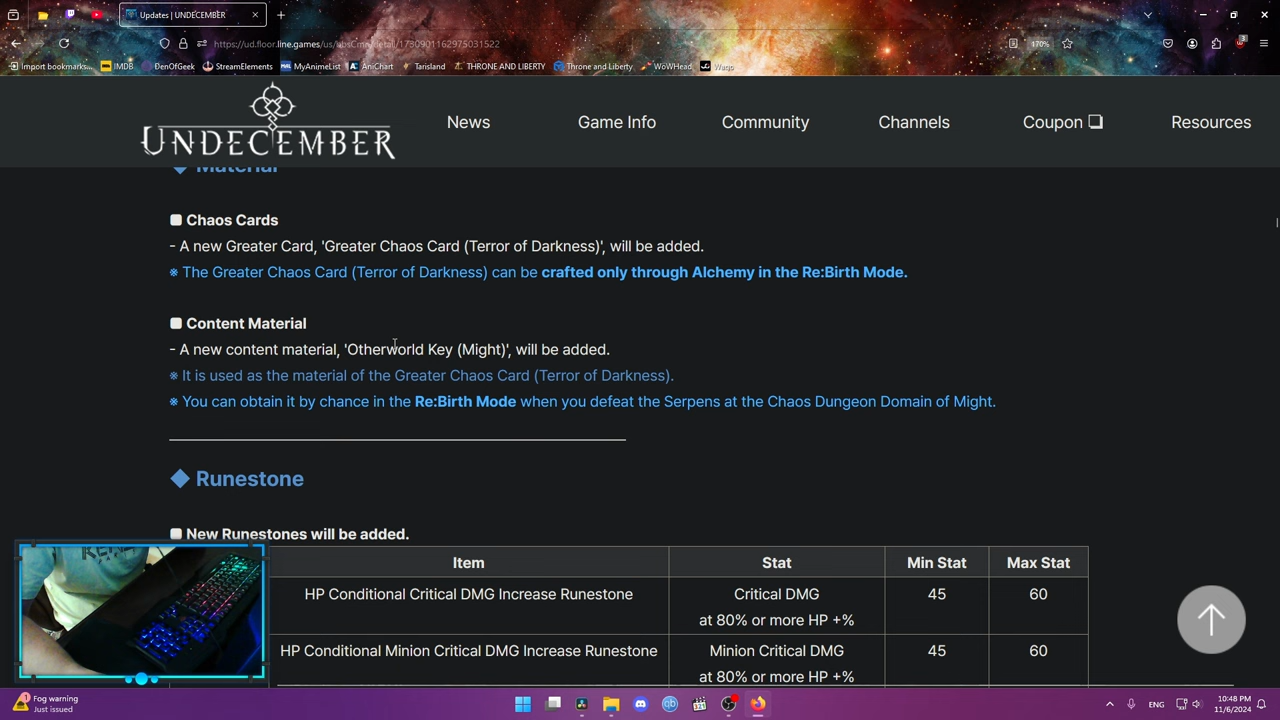 Updates | UNDECEMBER
170%
3
Import bookmarks...
IMDB
DenOfGeek
StreamElements
MyAnimeList
AniChart
Tarisland
THRONE AND LIBERTY
Throne and Liberty
WoWHead
Waqo
UNDECEMBER
News
Game Info
Community
Channels
Coupon
Resources
Material
Chaos Cards
- A new Greater Card, 'Greater Chaos Card (Terror of Darkness)', will be added.
※ The Greater Chaos Card (Terror of Darkness) can be crafted only through Alchemy in the Re:Birth Mode.
Content Material
- A new content material, 'Otherworld Key (Might)', will be added.
※ It is used as the material of the Greater Chaos Card (Terror of Darkness).
※ You can obtain it by chance in the Re:Birth Mode when you defeat the Serpens at the Chaos Dungeon Domain of Might.
Runestone
New Runestones will be added.
Item Stat Min Stat Max Stat
HP Conditional Critical DMG Increase Runestone Critical DMG 45 60
at 80% or more HP +%
HP Conditional Minion Critical DMG Increase Runestone Minion Critical DMG 45 60
at 80% or more HP +%
Fog warning
Just issued
1
ENG
10:48 PM
11/6/2024